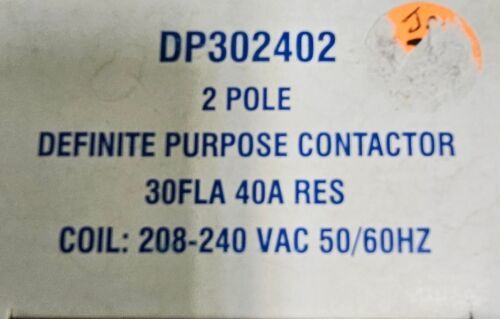 DP302402
2 POLE
DEFINITE PURPOSE CONTACTOR
30FLA 40A RES
COIL: 208-240 VAC 50/60HZ